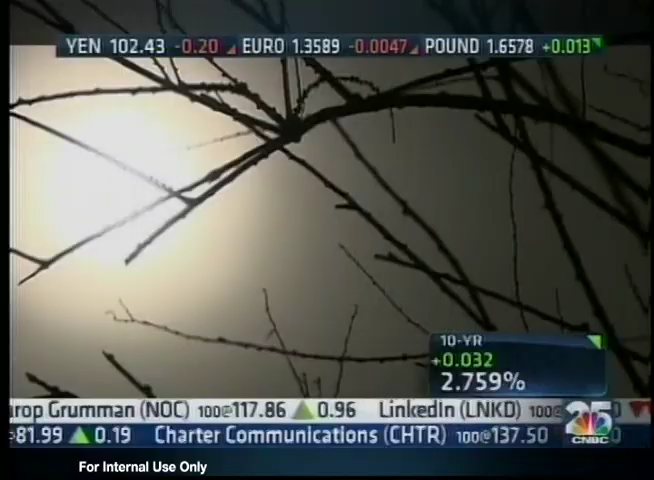 YEN 102.43 -0.20 EURO 1.3589 -0.0047 POUND 1.6578 +0.013
10-YR
+0.032
2.759%
rop Grumman (NOC) 100@117.86 0.96 LinkedIn (LNKD) 100@
81.99 0.19 Charter Communications (CHTR) 100@137.50
25
CNBC
For Internal Use Only